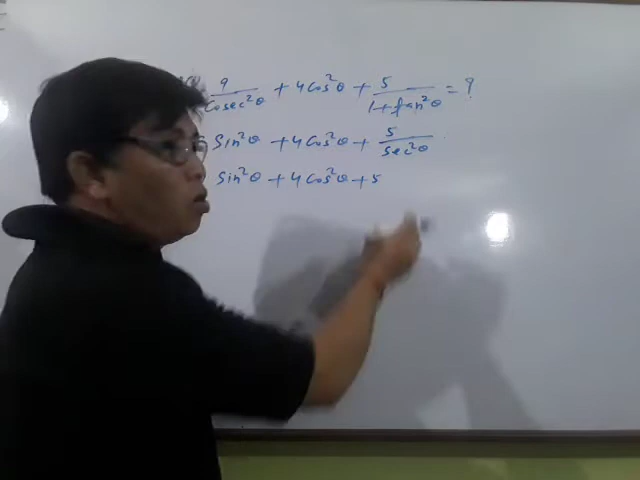 9/Cosec²θ + 4Cos²θ + 5/1+tan²θ = ?
Sin²θ + 4Cos²θ + 5/Sec²θ
Sin²θ + 4Cos²θ + 5